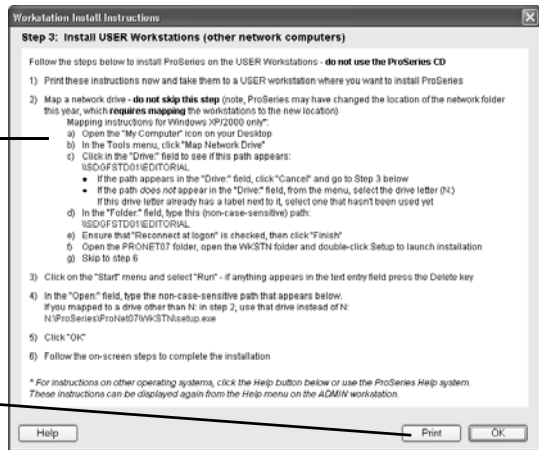 Workstation Install Instructions
Step 3: Install USER Workstations (other network computers)
Follow the steps below to install ProSeries on the USER Workstations - do not use the ProSeries CD
1) Print these instructions now and take them to a USER workstation where you want to install ProSeries
2) Map a network drive - do not skip this step (note, ProSeries may have changed the location of the network folder
this year, which requires mapping the workstations to the new location)
Mapping instructions for Windows XP/2000 only*:
a) Open the "My Computer" icon on your Desktop
b) In the Tools menu, click "Map Network Drive"
c) Click in the "Drive:" field to see if this path appears:
\\SDGFSTD01\EDITORIAL
• If the path appears in the "Drive:" field, click "Cancel" and go to Step 3 below
• If the path does not appear in the "Drive:" field, from the menu, select the drive letter (N:)
If this drive letter already has a label next to it, select one that hasn't been used yet
d) In the "Folder:" field, type this (non-case-sensitive) path:
\\SDGFSTD01\EDITORIAL
e) Ensure that "Reconnect at logon" is checked, then click "Finish"
f) Open the PRONET07 folder, open the WKSTN folder and double-click Setup to launch installation
g) Skip to step 6
3) Click on the "Start" menu and select "Run" - if anything appears in the text entry field press the Delete key
4) In the "Open:" field, type the non-case-sensitive path that appears below.
If you mapped to a drive other than N: in step 2, use that drive instead of N:
N:\ProSeries\ProNet07\WKSTN\setup.exe
5) Click "OK"
6) Follow the on-screen steps to complete the installation
* For instructions on other operating systems, click the Help button below or use the ProSeries Help system.
These instructions can be displayed again from the Help menu on the ADMIN workstation.
Help
Print
OK